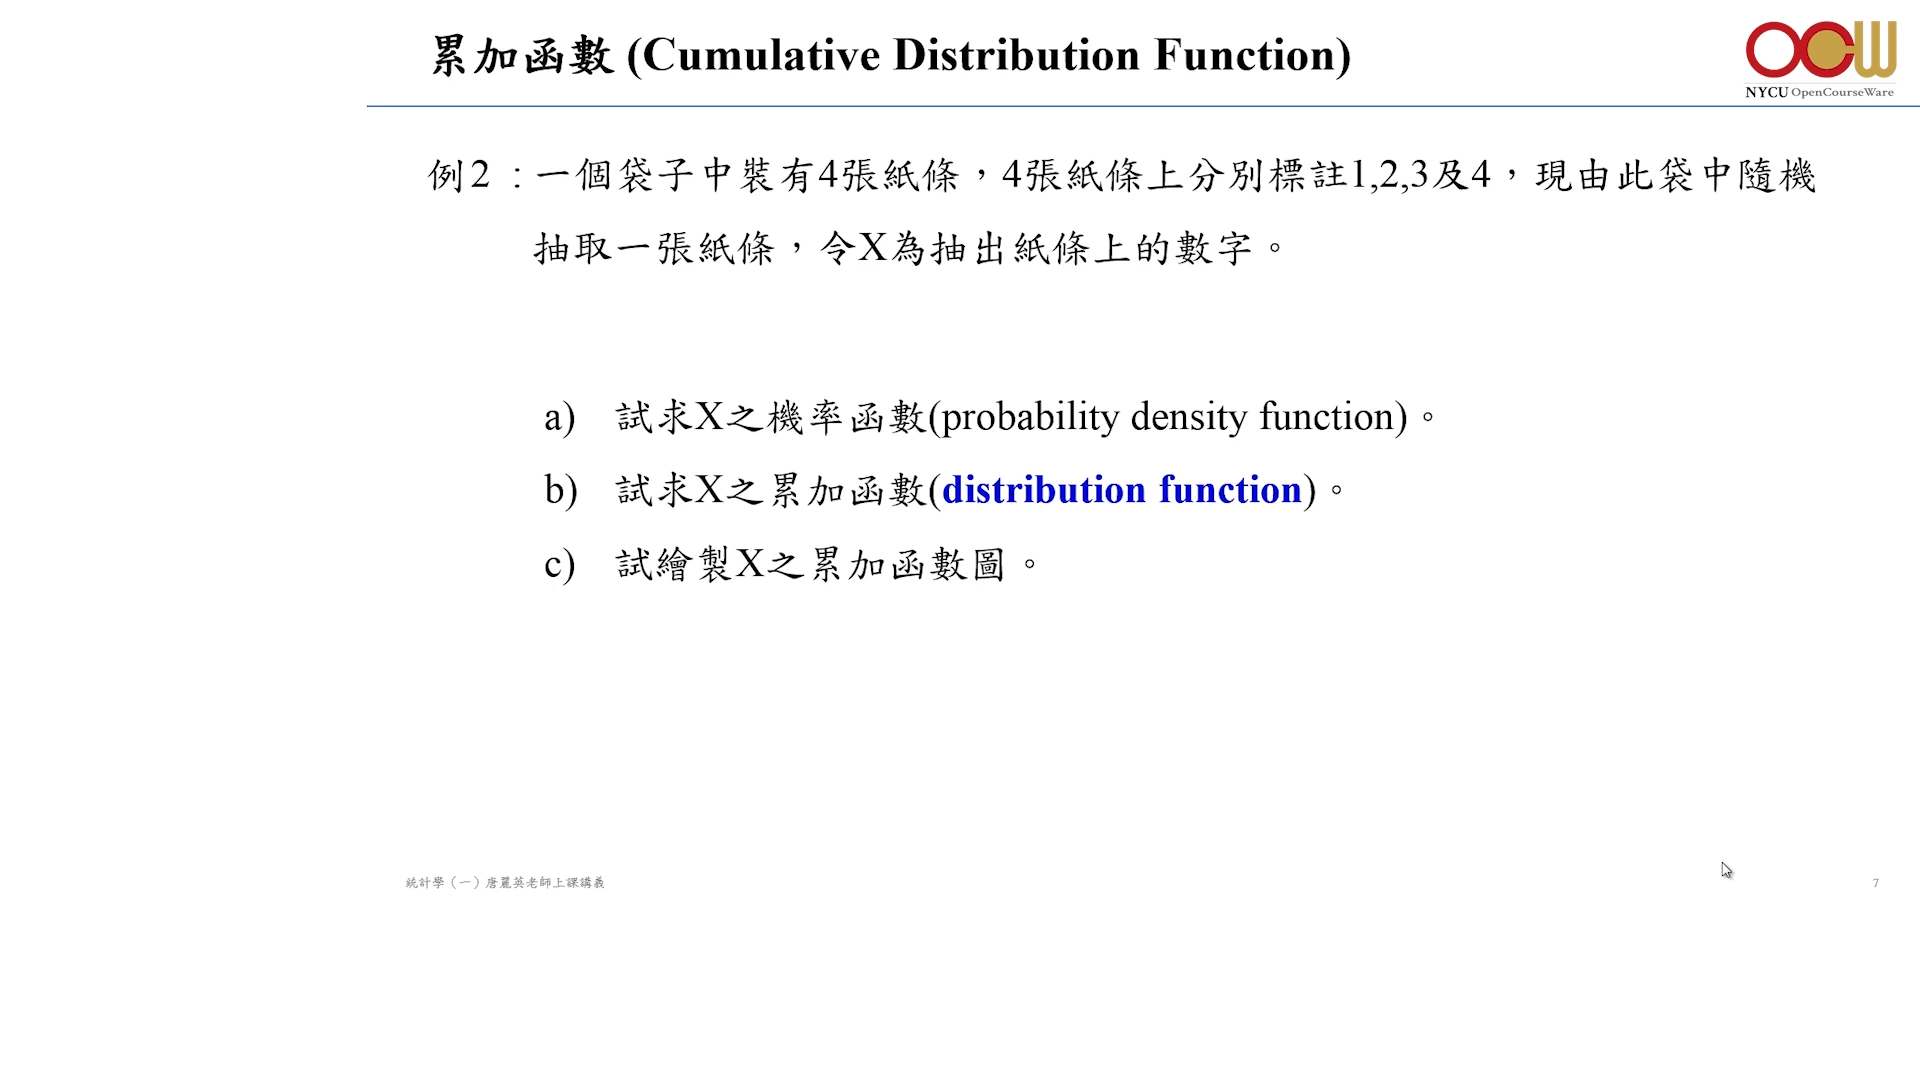 累加函數 (Cumulative Distribution Function)
OCW
NYCU OpenCourseWare
例2 : 一個袋子中裝有4張紙條，4張紙條上分別標註1,2,3及4，現由此袋中隨機
抽取一張紙條，令X為抽出紙條上的數字。
a) 試求X之機率函數(probability density function)。
b) 試求X之累加函數(distribution function)。
c) 試繪製X之累加函數圖。
統計學（一）唐麗英老師上課講義
7